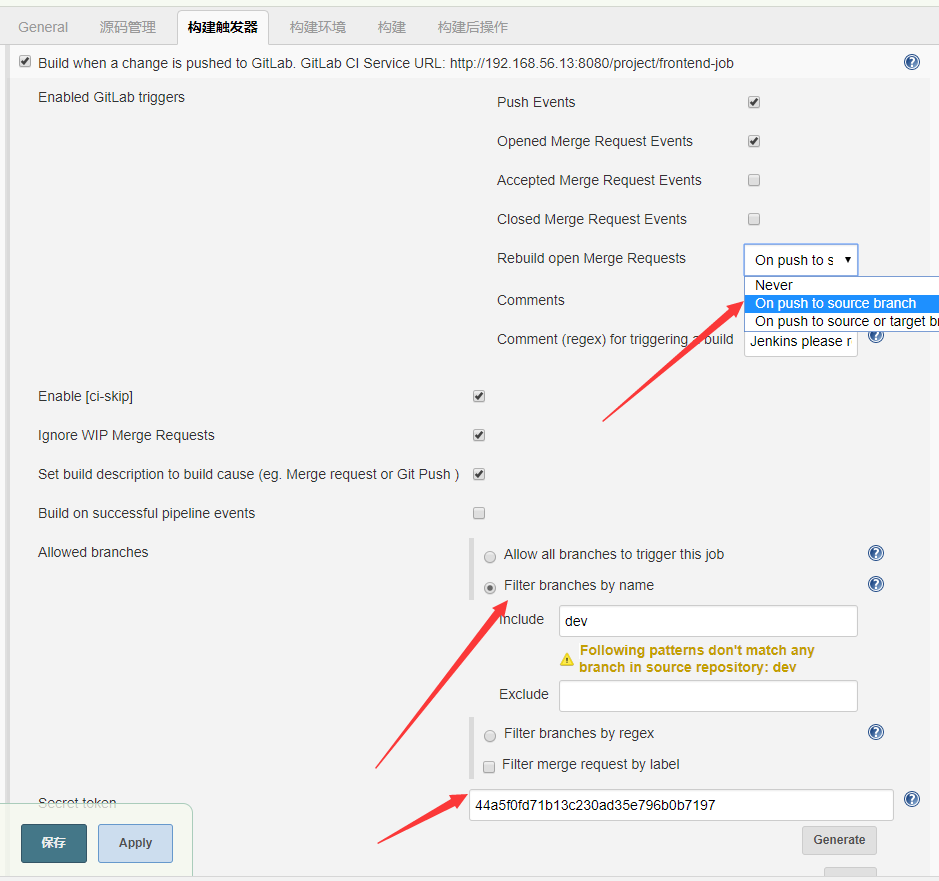 General 源码管理 构建触发器 构建环境 构建 构建后操作
Build when a change is pushed to GitLab. GitLab CI Service URL: http://192.168.56.13:8080/project/frontend-job
Enabled GitLab triggers
Push Events
Opened Merge Request Events
Accepted Merge Request Events
Closed Merge Request Events
Rebuild open Merge Requests
On push to s
Never
On push to source branch
On push to source or target br
Comments
Comment (regex) for triggering a build
Jenkins please r
Enable [ci-skip]
Ignore WIP Merge Requests
Set build description to build cause (eg. Merge request or Git Push )
Build on successful pipeline events
Allowed branches
Allow all branches to trigger this job
Filter branches by name
Include
dev
Following patterns don't match any
branch in source repository: dev
Exclude
Filter branches by regex
Filter merge request by label
Secret token
44a5f0fd71b13c230ad35e796b0b7197
保存
Apply
Generate